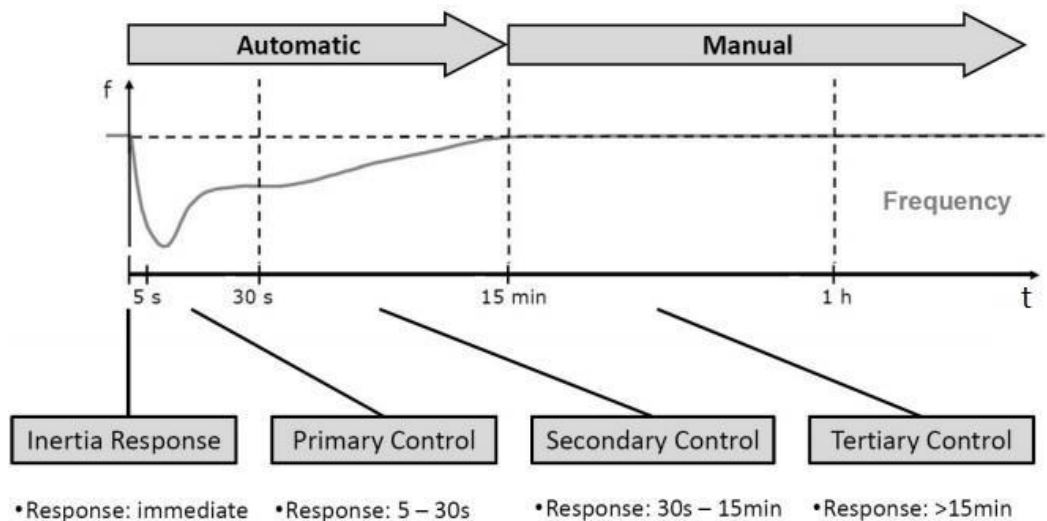 Automatic
Manual
f
Frequency
5 s
30 s
15 min
1 h
t
Inertia Response
Primary Control
Secondary Control
Tertiary Control
•Response: immediate
•Response: 5 – 30s
•Response: 30s – 15min
•Response: >15min